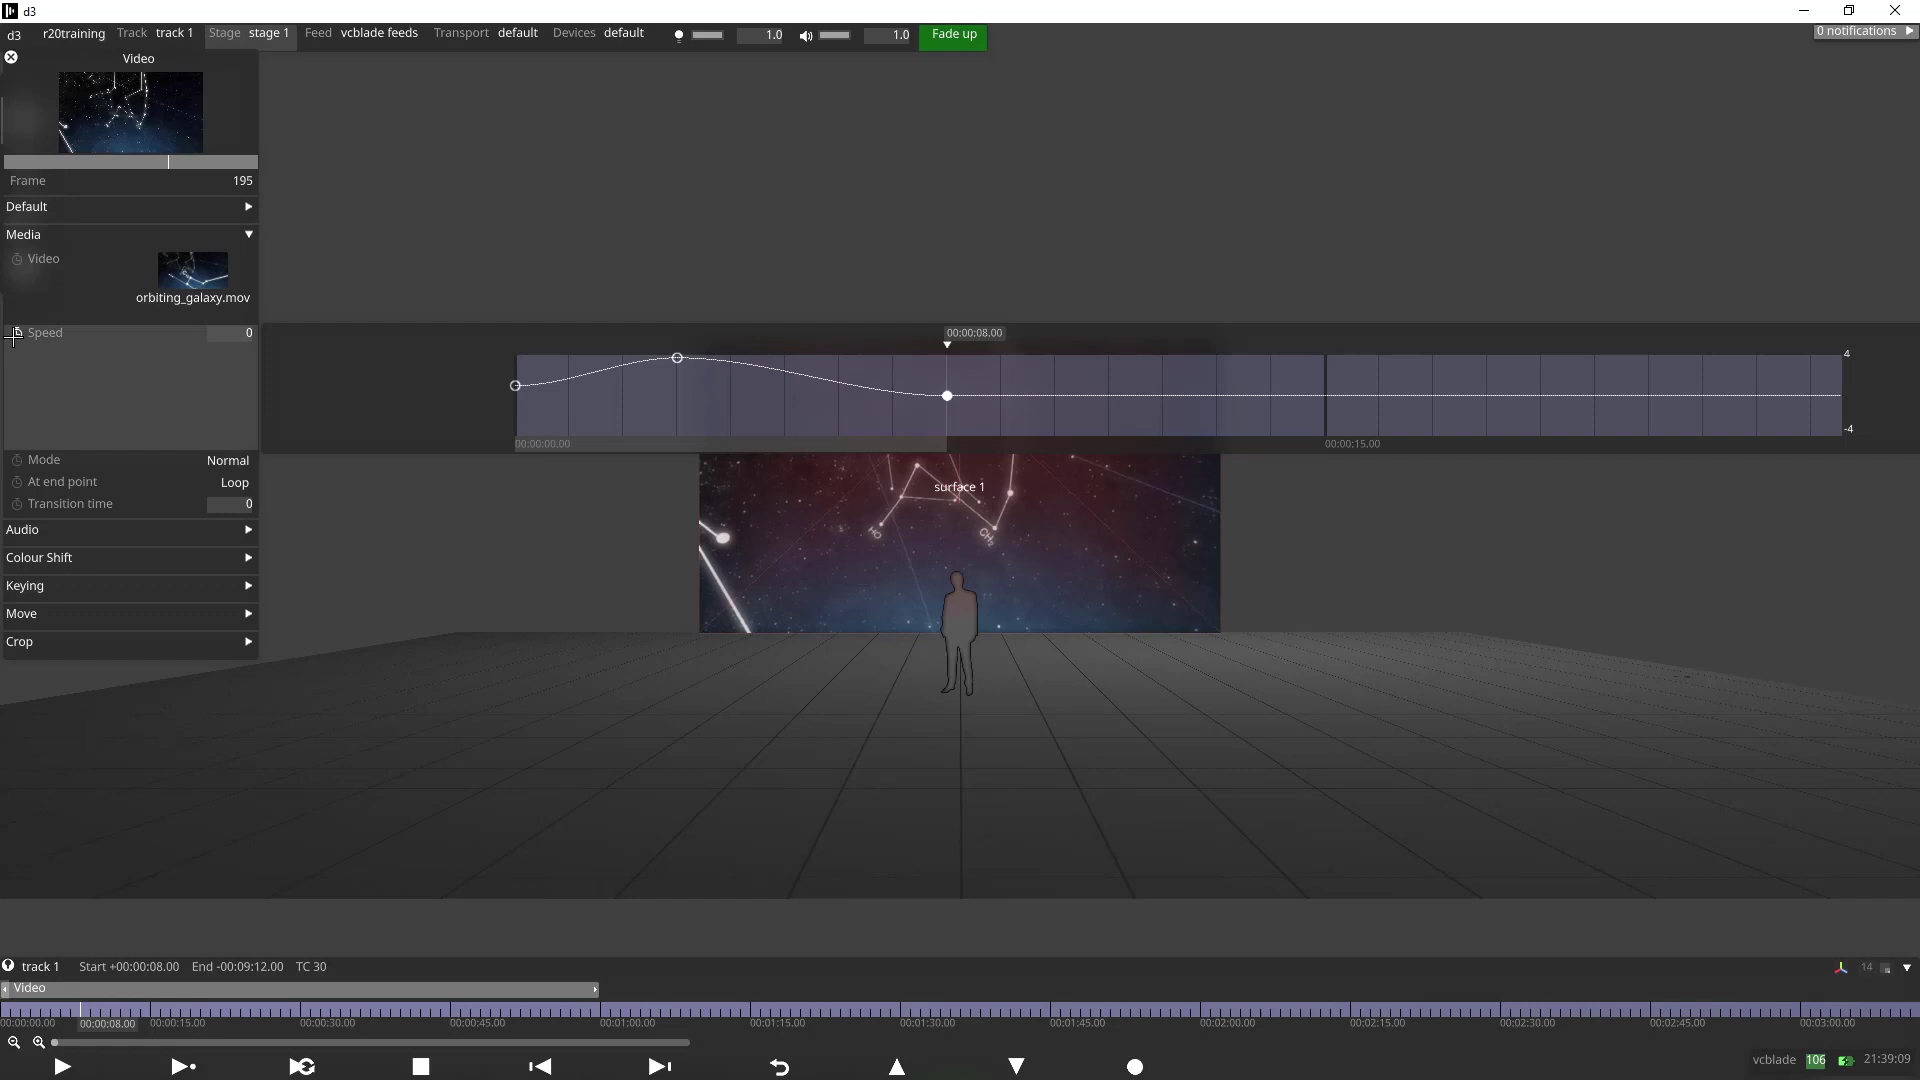 d3
d3 r20training Track track 1 Stage stage 1 Feed vcblade feeds Transport default Devices default 1.0 1.0 Fade up 0 notifications
Video
Frame 195
Default
Media
Video
orbiting_galaxy.mov
Speed 0
00:00:08.00
4
-4
00:00:00.00 00:00:15.00
Mode Normal
At end point Loop
Transition time 0
Audio
Colour Shift
Keying
Move
Crop
surface 1
HO
CH₃
track 1 Start +00:00:08.00 End -00:09:12.00 TC 30 14
Video
00:00:00.00 00:00:08.00 00:00:15.00 00:00:30.00 00:00:45.00 00:01:00.00 00:01:15.00 00:01:30.00 00:01:45.00 00:02:00.00 00:02:15.00 00:02:30.00 00:02:45.00 00:03:00.00
vcblade 106 21:39:09